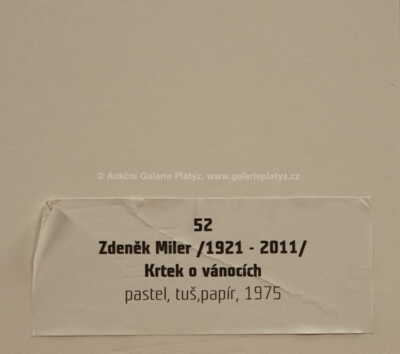 © Aukční Galerie Platýz, www.galerieplatyz.cz
52
Zdeněk Miler /1921 - 2011/
Krtek o vánocích
pastel, tuš,papír, 1975